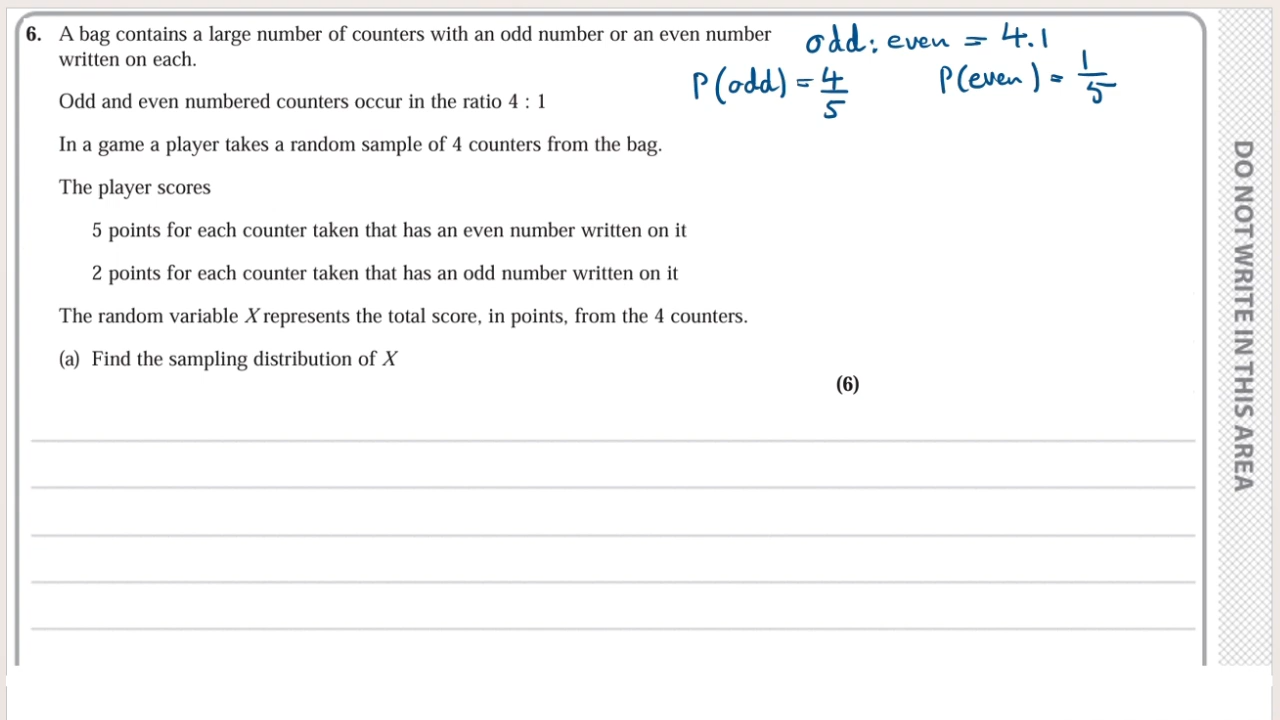 6. A bag contains a large number of counters with an odd number or an even number
written on each.
odd: even = 4.1
P(odd) = 4/5 P(even) = 1/5
Odd and even numbered counters occur in the ratio 4 : 1
In a game a player takes a random sample of 4 counters from the bag.
The player scores
5 points for each counter taken that has an even number written on it
2 points for each counter taken that has an odd number written on it
The random variable X represents the total score, in points, from the 4 counters.
(a) Find the sampling distribution of X
(6)
DO NOT WRITE IN THIS AREA